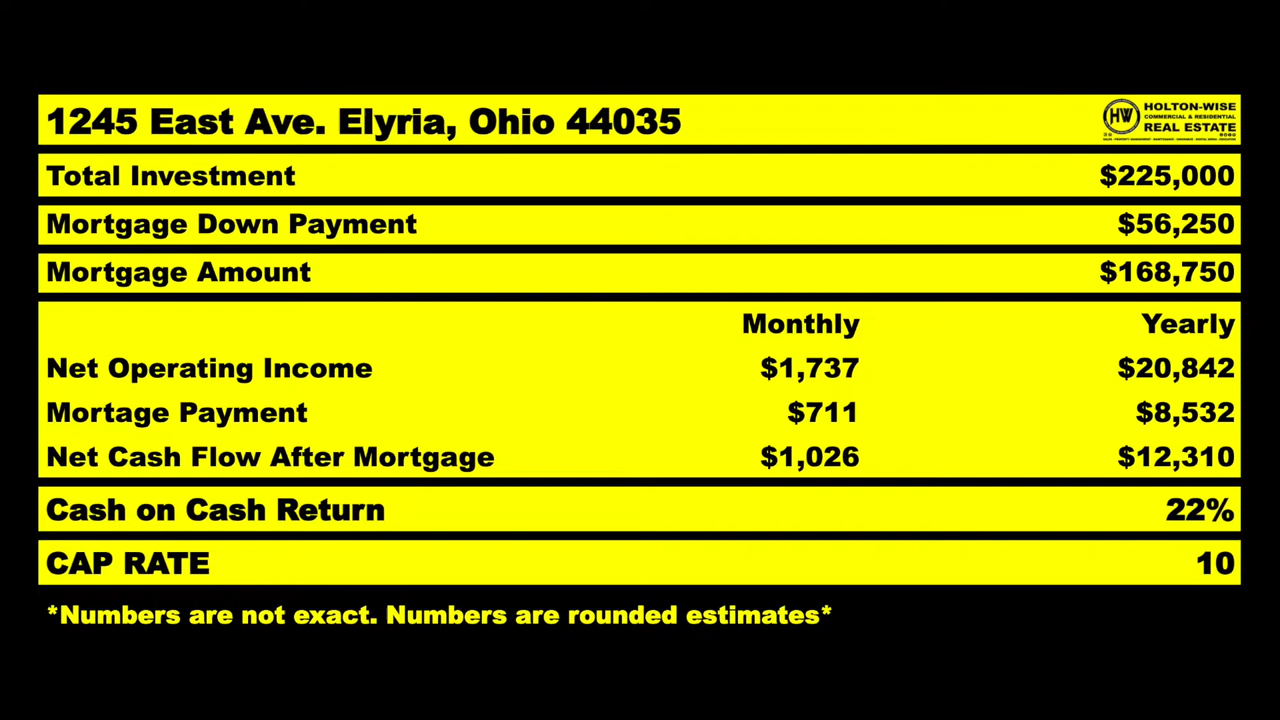 1245 East Ave. Elyria, Ohio 44035
HW
HOLTON-WISE
COMMERCIAL & RESIDENTIAL
REAL ESTATE
Total Investment $225,000
Mortgage Down Payment $56,250
Mortgage Amount $168,750
Monthly Yearly
Net Operating Income $1,737 $20,842
Mortage Payment $711 $8,532
Net Cash Flow After Mortgage $1,026 $12,310
Cash on Cash Return 22%
CAP RATE 10
*Numbers are not exact. Numbers are rounded estimates*